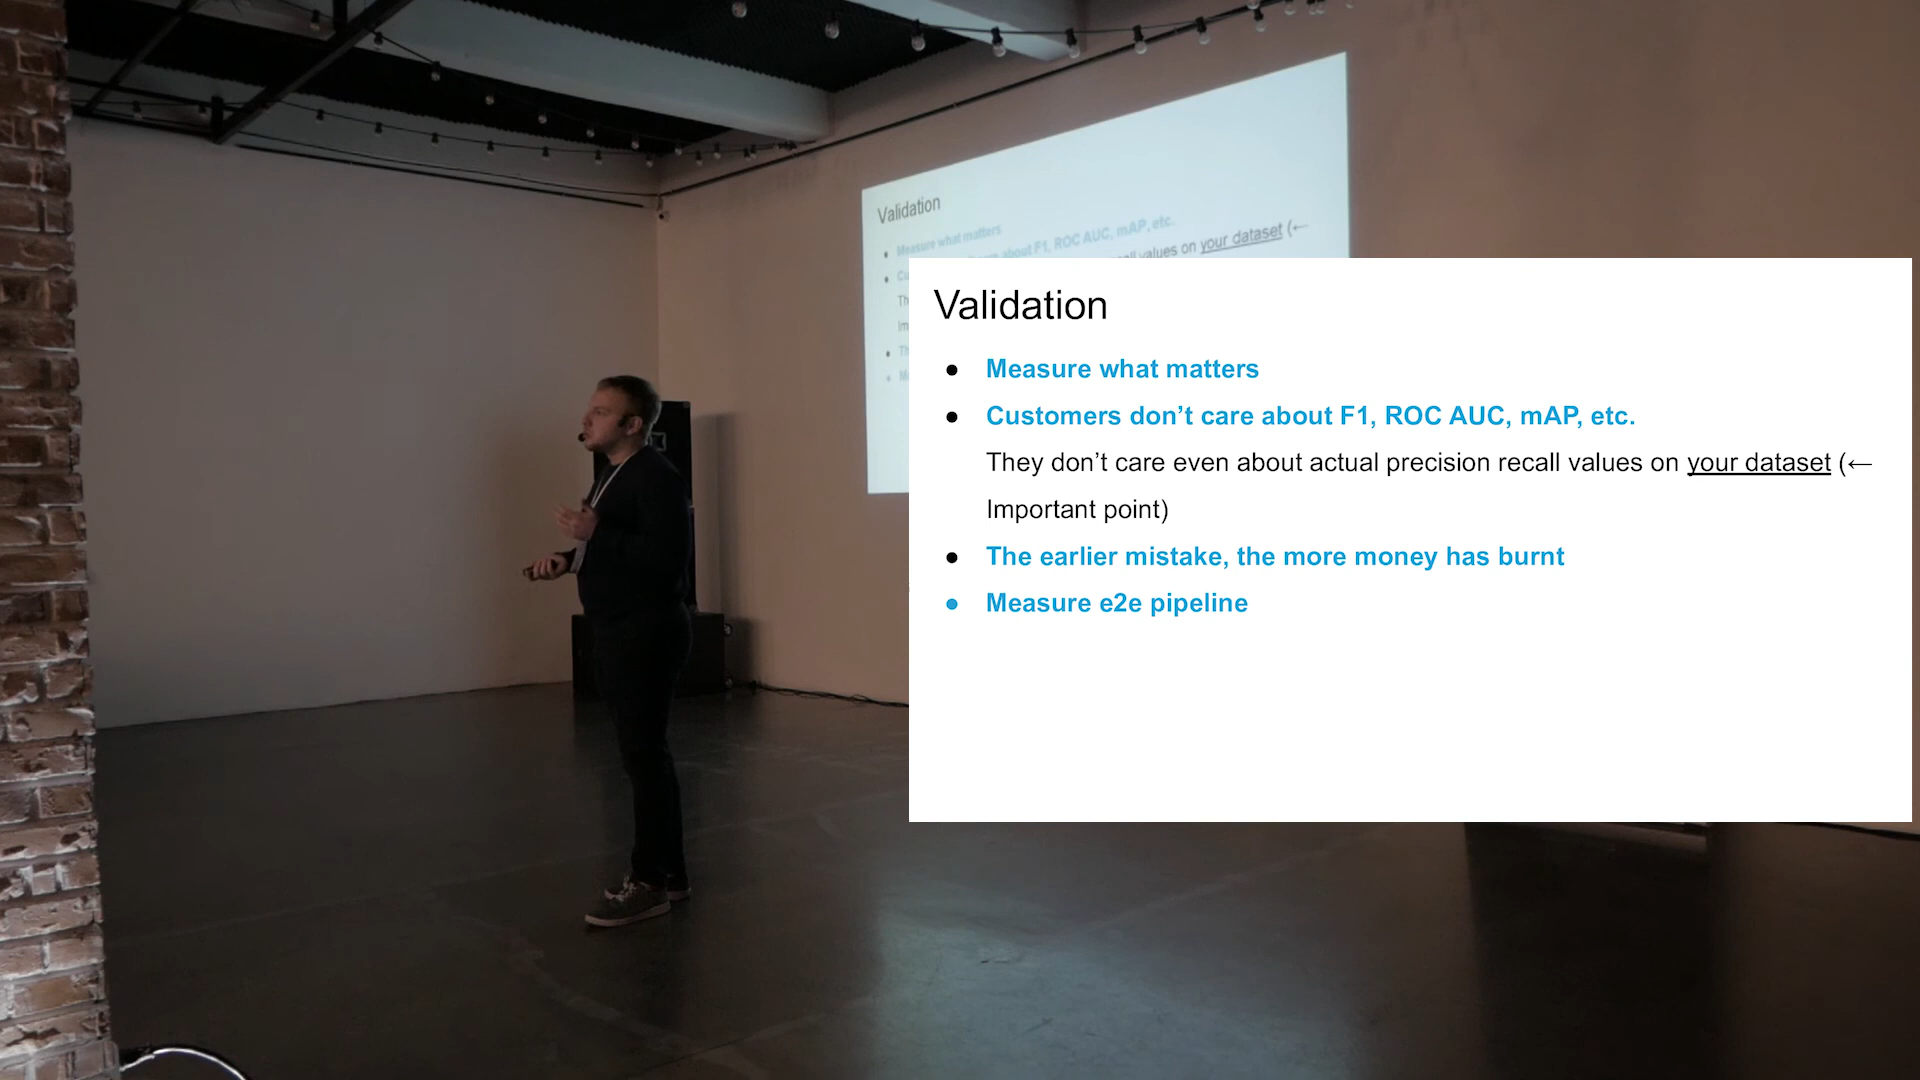 Validation
Measure what matters
about F1, ROC AUC, mAP, etc.
values on your dataset (←
Validation
● Measure what matters
● Customers don’t care about F1, ROC AUC, mAP, etc.
They don’t care even about actual precision recall values on your dataset (←
Important point)
● The earlier mistake, the more money has burnt
● Measure e2e pipeline